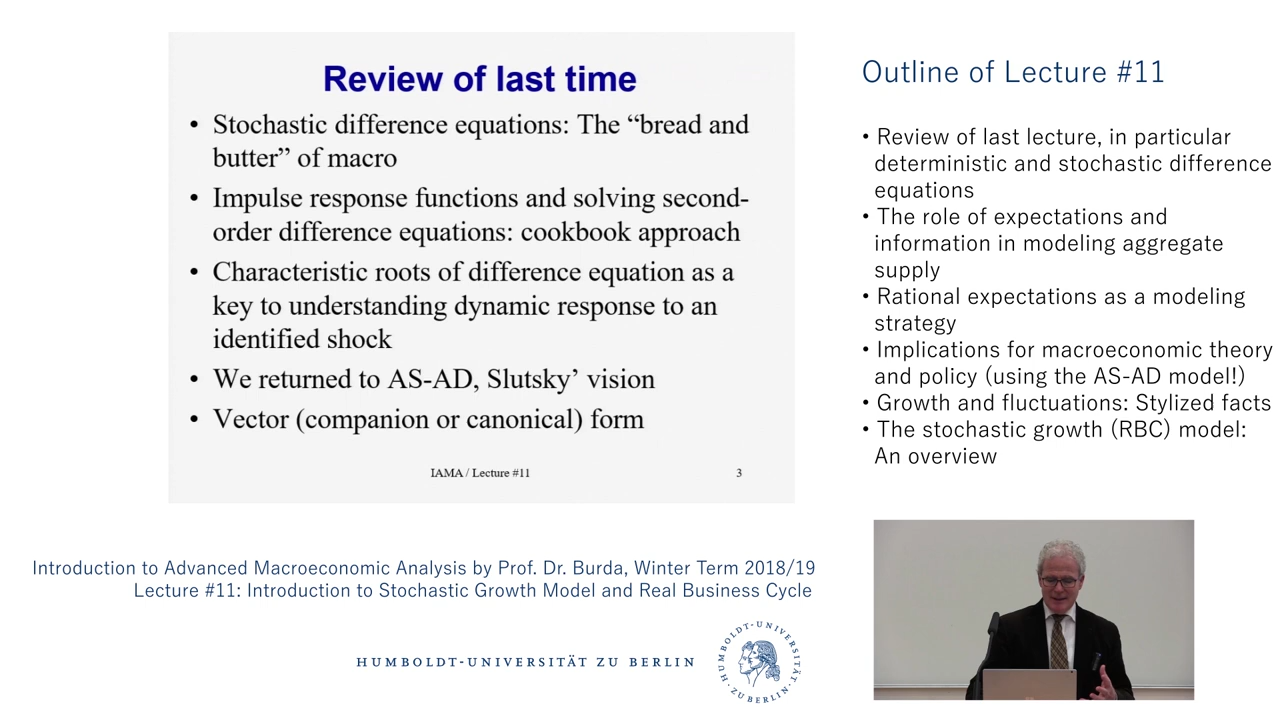 Review of last time
• Stochastic difference equations: The “bread and
butter” of macro
• Impulse response functions and solving second-
order difference equations: cookbook approach
• Characteristic roots of difference equation as a
key to understanding dynamic response to an
identified shock
• We returned to AS-AD, Slutsky’ vision
• Vector (companion or canonical) form
IAMA / Lecture #11
3
Outline of Lecture #11
• Review of last lecture, in particular
deterministic and stochastic difference
equations
• The role of expectations and
information in modeling aggregate
supply
• Rational expectations as a modeling
strategy
• Implications for macroeconomic theory
and policy (using the AS-AD model!)
• Growth and fluctuations: Stylized facts
• The stochastic growth (RBC) model:
An overview
Introduction to Advanced Macroeconomic Analysis by Prof. Dr. Burda, Winter Term 2018/19
Lecture #11: Introduction to Stochastic Growth Model and Real Business Cycle
HUMBOLDT-UNIVERSITÄT ZU BERLIN
HUMBOLDT-UNIVERSITÄT
ZU BERLIN